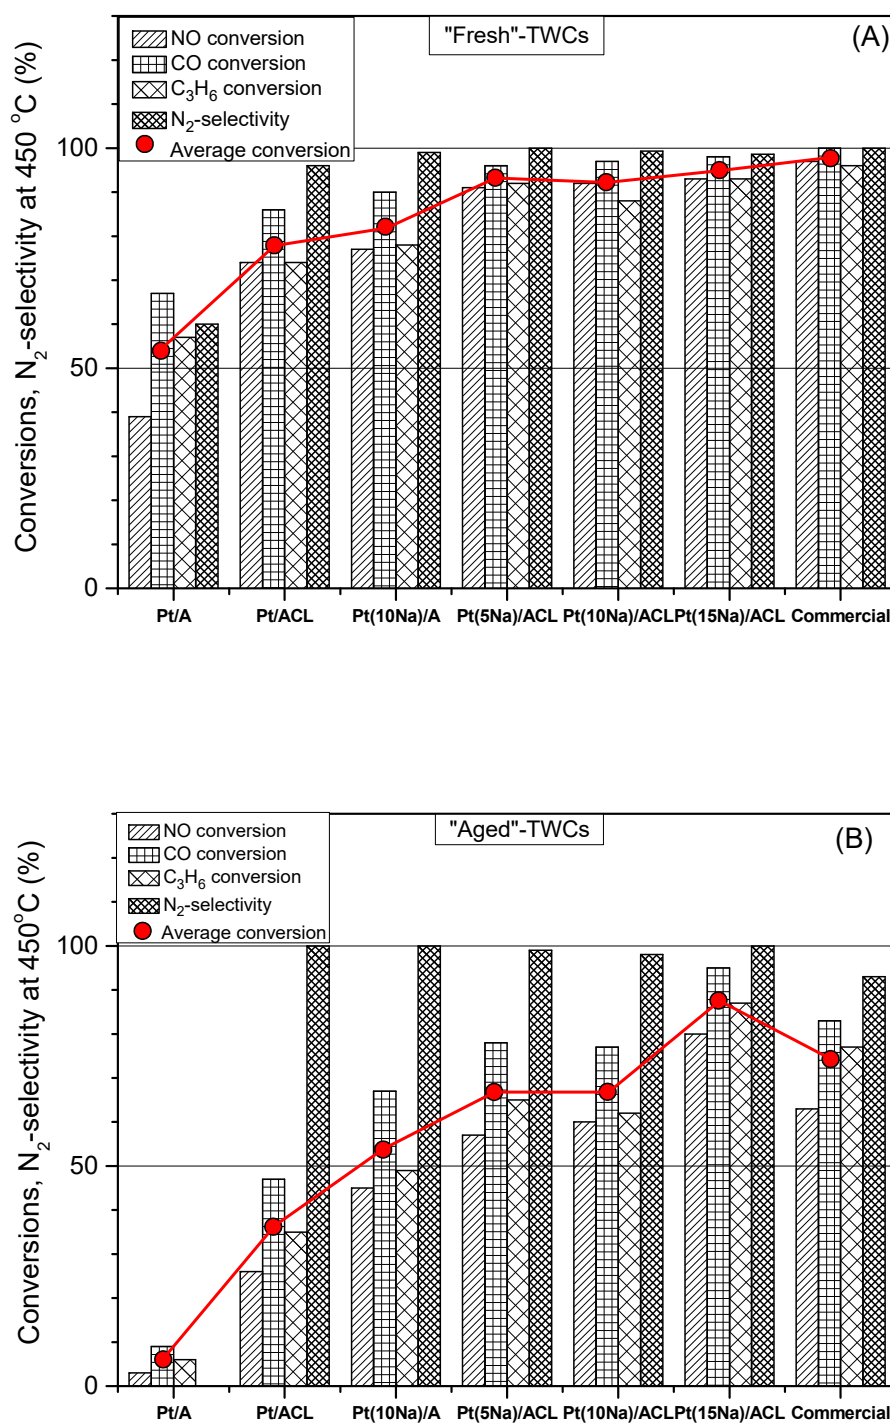 "Fresh"-TWCs
(A)
NO conversion
CO conversion
C₃H₆ conversion
N₂-selectivity
Average conversion
Conversions, N₂-selectivity at 450 °C (%)
100
50
0
Pt/A Pt/ACL Pt(10Na)/A Pt(5Na)/ACL Pt(10Na)/ACL Pt(15Na)/ACL Commercial
"Aged"-TWCs
(B)
NO conversion
CO conversion
C₃H₆ conversion
N₂-selectivity
Average conversion
Conversions, N₂-selectivity at 450°C (%)
100
50
0
Pt/A Pt/ACL Pt(10Na)/A Pt(5Na)/ACL Pt(10Na)/ACL Pt(15Na)/ACL Commercial